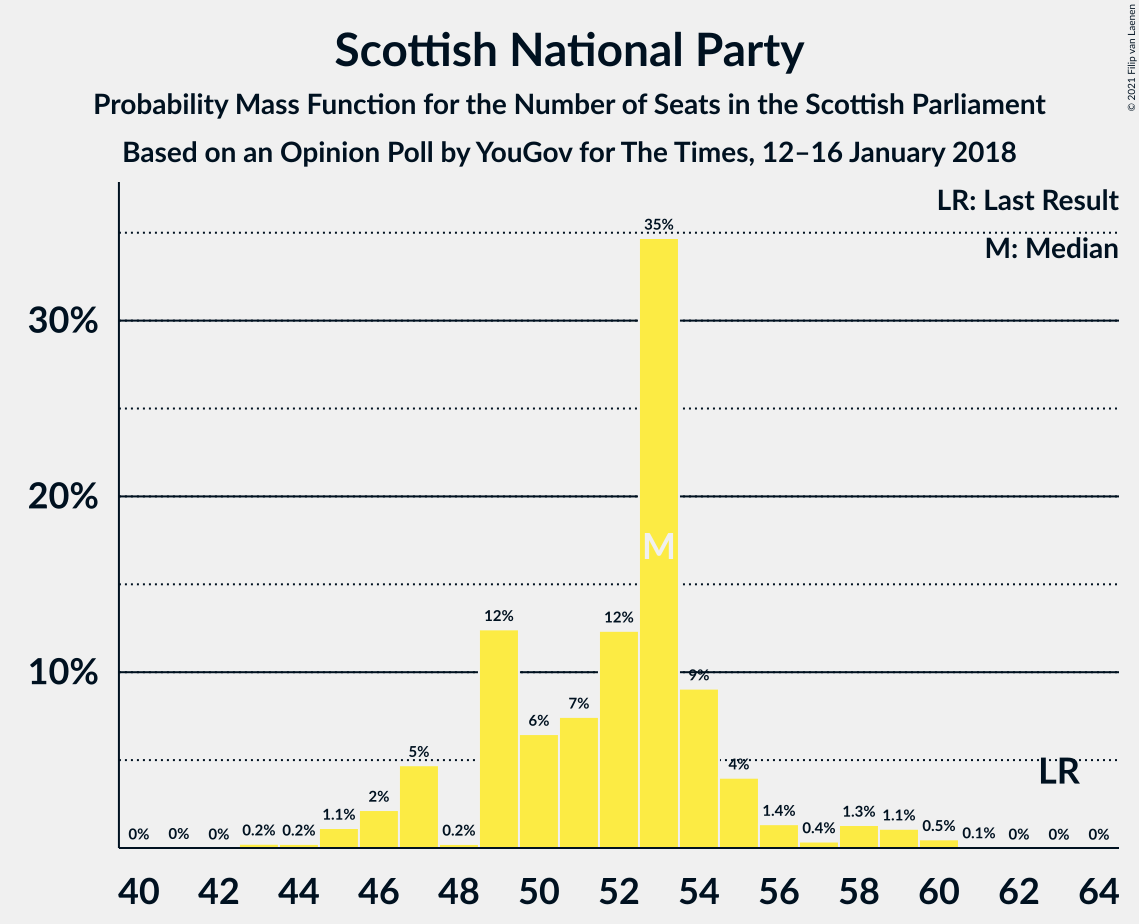 Scottish National Party
Probability Mass Function for the Number of Seats in the Scottish Parliament
Based on an Opinion Poll by YouGov for The Times, 12–16 January 2018
© 2021 Filip van Laenen
LR: Last Result
M: Median
35%
30%
20%
M
12%
12%
10%
9%
7%
6%
5%
4%
LR
2%
1.4%
1.3%
1.1%
1.1%
0.5%
0.4%
0% 0% 0% 0.2% 0.2% 0.2% 0.1% 0% 0% 0%
40 42 44 46 48 50 52 54 56 58 60 62 64